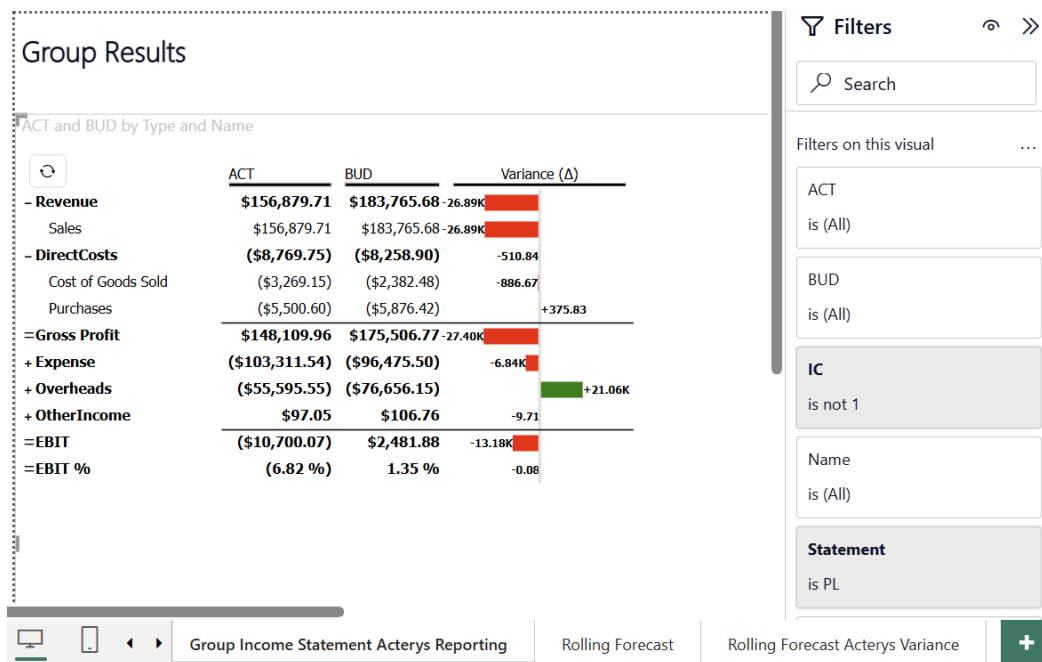 Group Results
ACT and BUD by Type and Name
ACT BUD Variance (Δ)
– Revenue $156,879.71 $183,765.68 -26.89K
Sales $156,879.71 $183,765.68 -26.89K
– DirectCosts ($8,769.75) ($8,258.90) -510.84
Cost of Goods Sold ($3,269.15) ($2,382.48) -886.67
Purchases ($5,500.60) ($5,876.42) +375.83
=Gross Profit $148,109.96 $175,506.77 -27.40K
+ Expense ($103,311.54) ($96,475.50) -6.84K
+ Overheads ($55,595.55) ($76,656.15) +21.06K
+ OtherIncome $97.05 $106.76 -9.71
=EBIT ($10,700.07) $2,481.88 -13.18K
=EBIT % (6.82 %) 1.35 % -0.08
Filters
Search
Filters on this visual ...
ACT
is (All)
BUD
is (All)
IC
is not 1
Name
is (All)
Statement
is PL
Group Income Statement Acterys Reporting Rolling Forecast Rolling Forecast Acterys Variance +